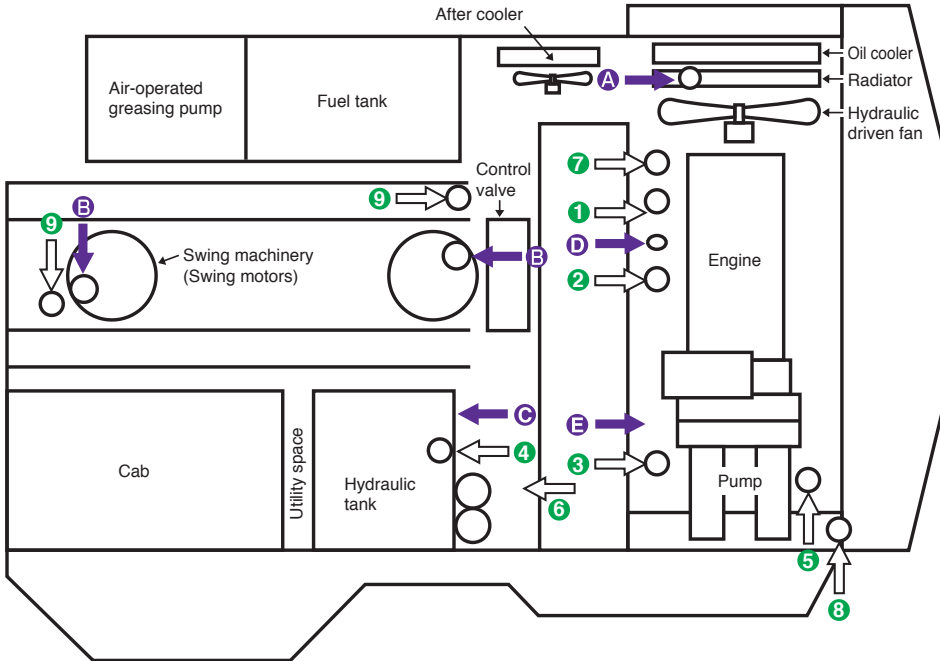 After cooler
A
Oil cooler
Radiator
Hydraulic
driven fan
Air-operated
greasing pump
Fuel tank
7
Control
valve
9
1
B
9
D
Swing machinery
(Swing motors)
B
2
Engine
C
E
4
3
Cab
Utility space
Hydraulic
tank
6
Pump
5
8